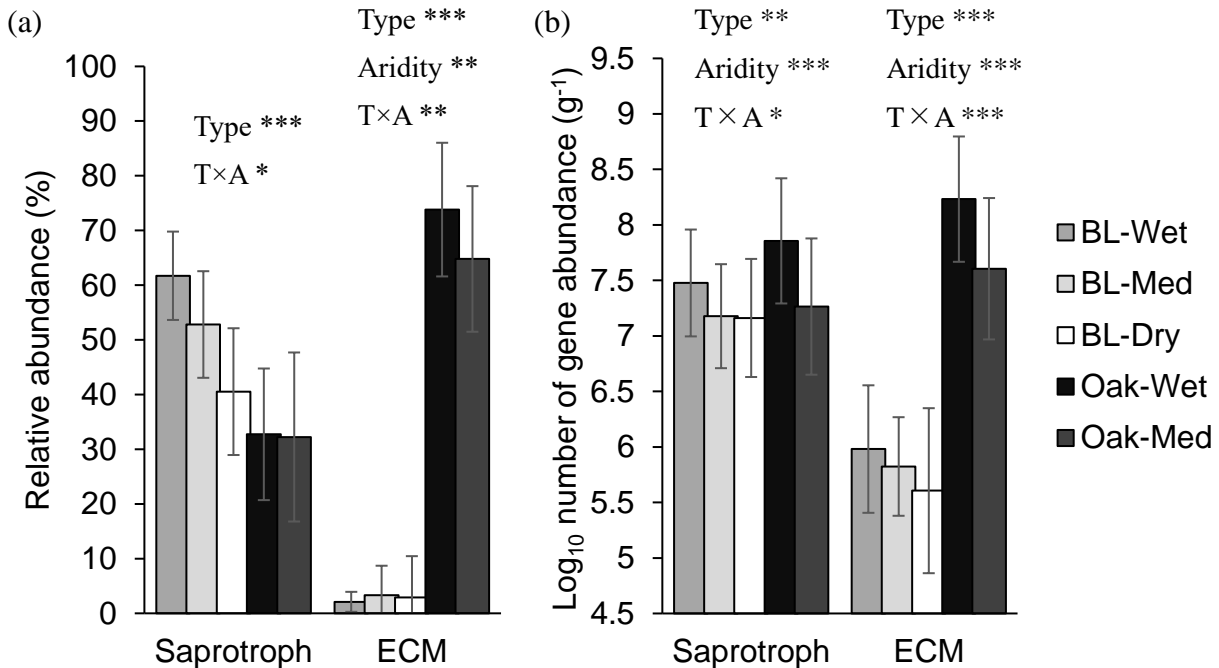 (a)
Type ***
Aridity **
T×A **
Type ***
T×A *
Relative abundance (%)
100
90
80
70
60
50
40
30
20
10
0
Saprotroph ECM
(b)
Type ** Type ***
Aridity *** Aridity ***
T × A * T × A ***
Log10 number of gene abundance (g-1)
9.5
9
8.5
8
7.5
7
6.5
6
5.5
5
4.5
Saprotroph ECM
BL-Wet
BL-Med
BL-Dry
Oak-Wet
Oak-Med